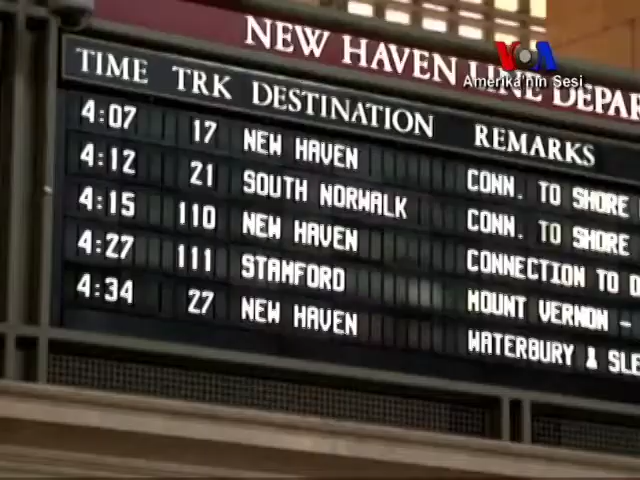 NEW HAVEN LINE DEPAR
VOA
Amerika'nın Sesi
TIME TRK DESTINATION REMARKS
4:07 17 NEW HAVEN CONN. TO SHORE
4:12 21 SOUTH NORWALK CONN. TO SHORE
4:15 110 NEW HAVEN CONNECTION TO D
4:27 111 STAMFORD MOUNT VERNON -
4:34 27 NEW HAVEN WATERBURY & SLE